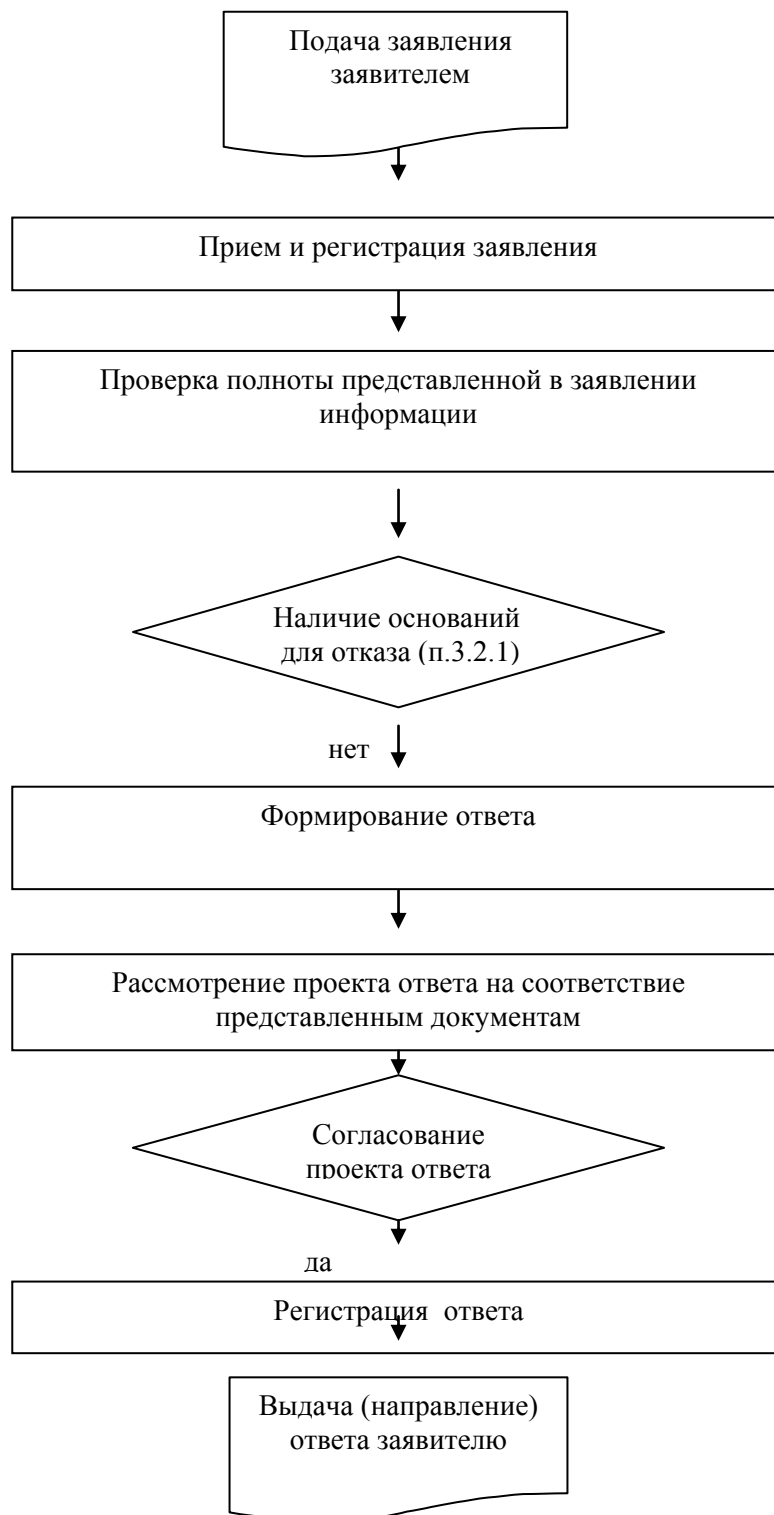 Подача заявления
заявителем
Прием и регистрация заявления
Проверка полноты представленной в заявлении
информации
Наличие оснований
для отказа (п.3.2.1)
нет
Формирование ответа
Рассмотрение проекта ответа на соответствие
представленным документам
Согласование
проекта ответа
да
Регистрация ответа
Выдача (направление)
ответа заявителю